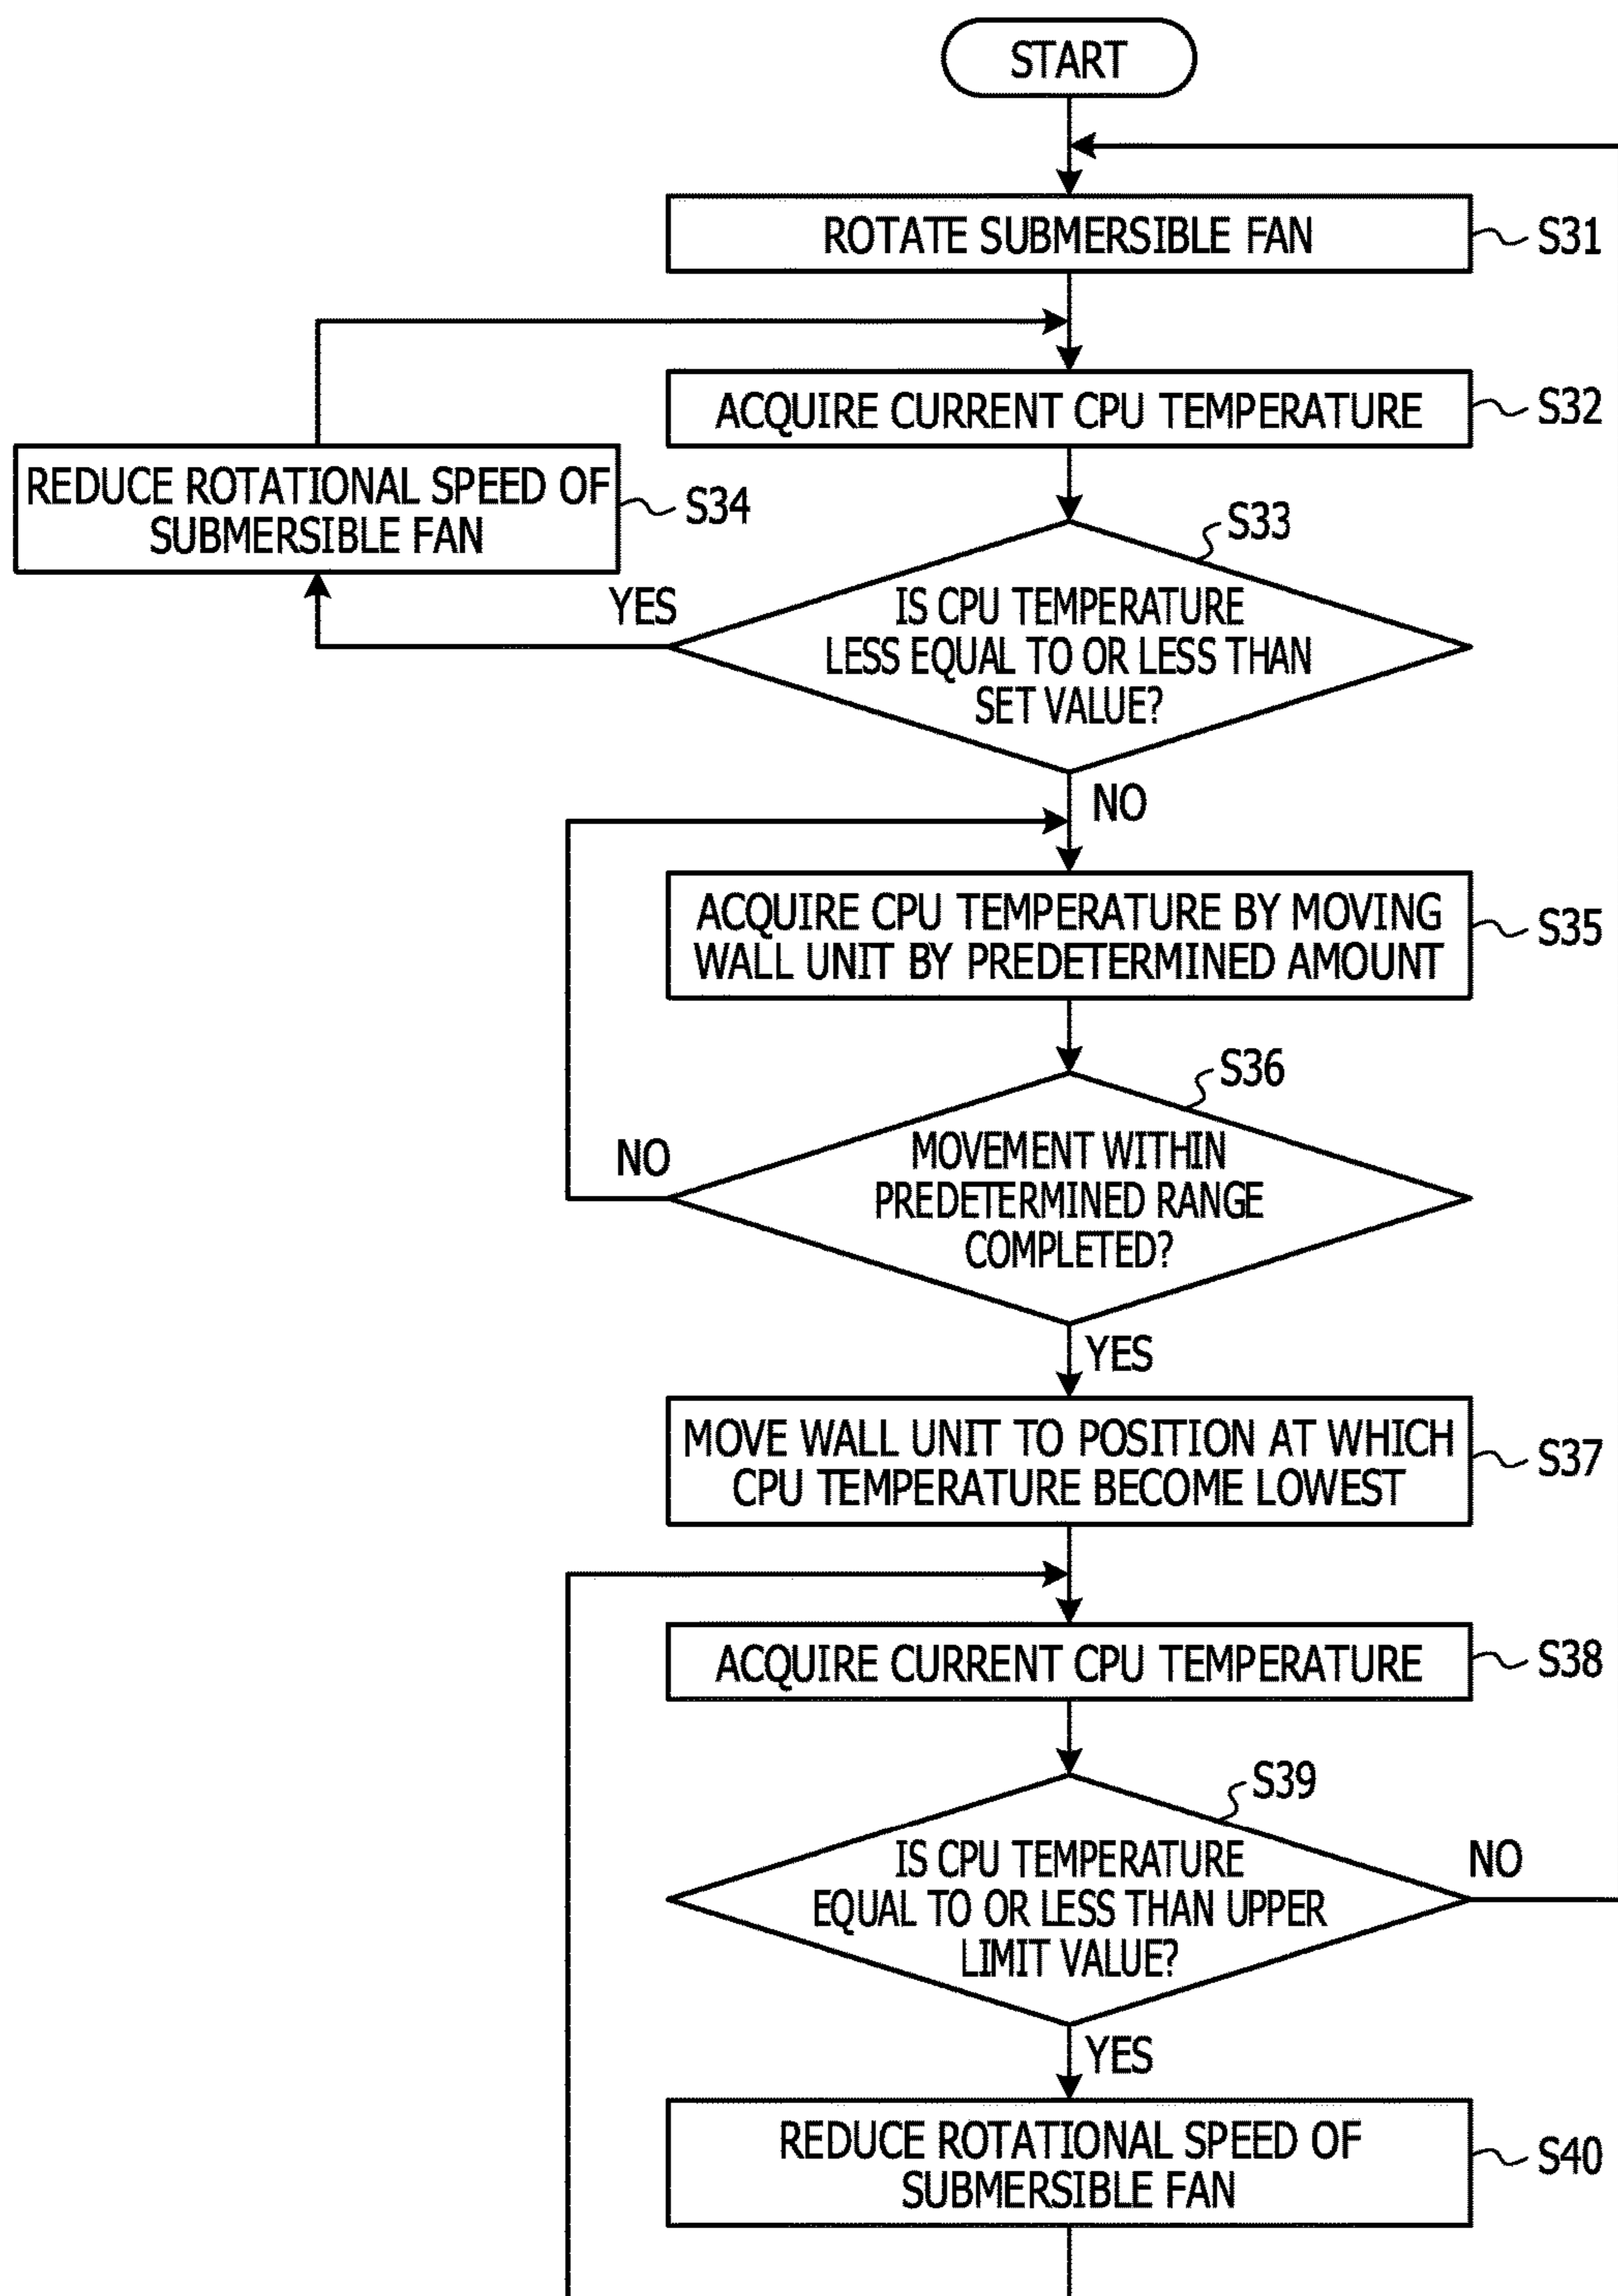 START
ROTATE SUBMERSIBLE FAN
S31
ACQUIRE CURRENT CPU TEMPERATURE
S32
REDUCE ROTATIONAL SPEED OF
SUBMERSIBLE FAN
S34
S33
YES
IS CPU TEMPERATURE
LESS EQUAL TO OR LESS THAN
SET VALUE?
NO
ACQUIRE CPU TEMPERATURE BY MOVING
WALL UNIT BY PREDETERMINED AMOUNT
S35
S36
NO
MOVEMENT WITHIN
PREDETERMINED RANGE
COMPLETED?
YES
MOVE WALL UNIT TO POSITION AT WHICH
CPU TEMPERATURE BECOME LOWEST
S37
ACQUIRE CURRENT CPU TEMPERATURE
S38
S39
IS CPU TEMPERATURE
EQUAL TO OR LESS THAN UPPER
LIMIT VALUE?
NO
YES
REDUCE ROTATIONAL SPEED OF
SUBMERSIBLE FAN
S40